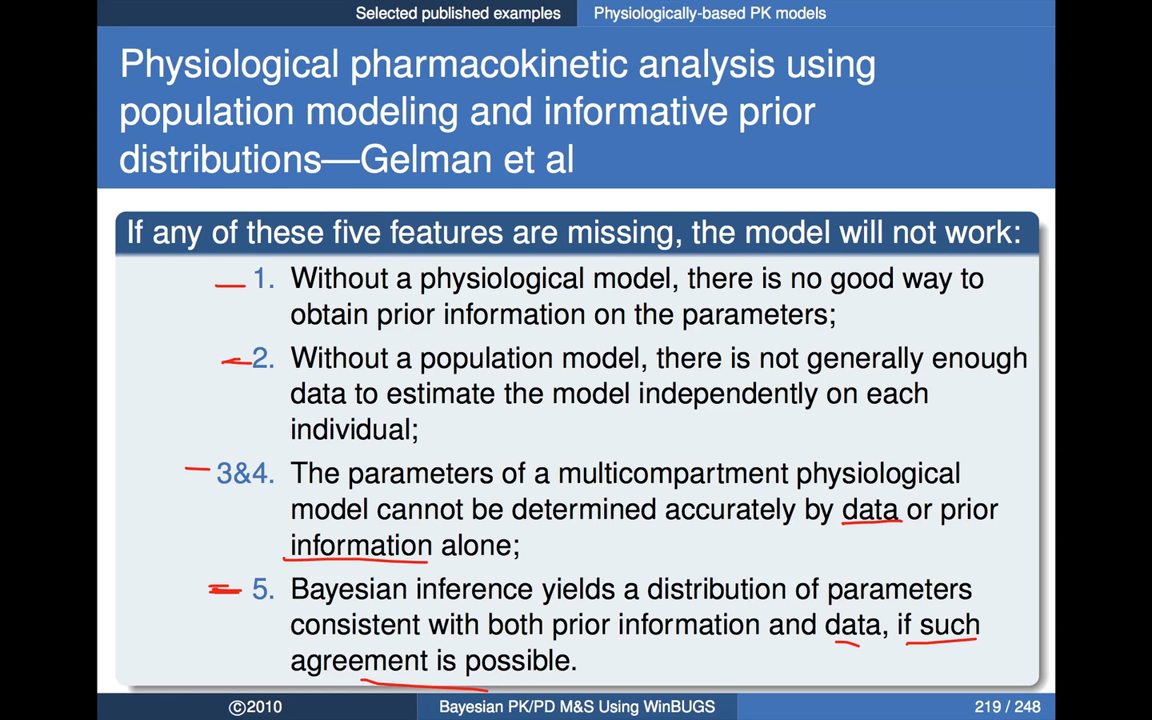 Selected published examples Physiologically-based PK models
Physiological pharmacokinetic analysis using
population modeling and informative prior
distributions—Gelman et al
If any of these five features are missing, the model will not work:
1. Without a physiological model, there is no good way to
obtain prior information on the parameters;
2. Without a population model, there is not generally enough
data to estimate the model independently on each
individual;
3&4. The parameters of a multicompartment physiological
model cannot be determined accurately by data or prior
information alone;
5. Bayesian inference yields a distribution of parameters
consistent with both prior information and data, if such
agreement is possible.
©2010 Bayesian PK/PD M&S Using WinBUGS 219 / 248